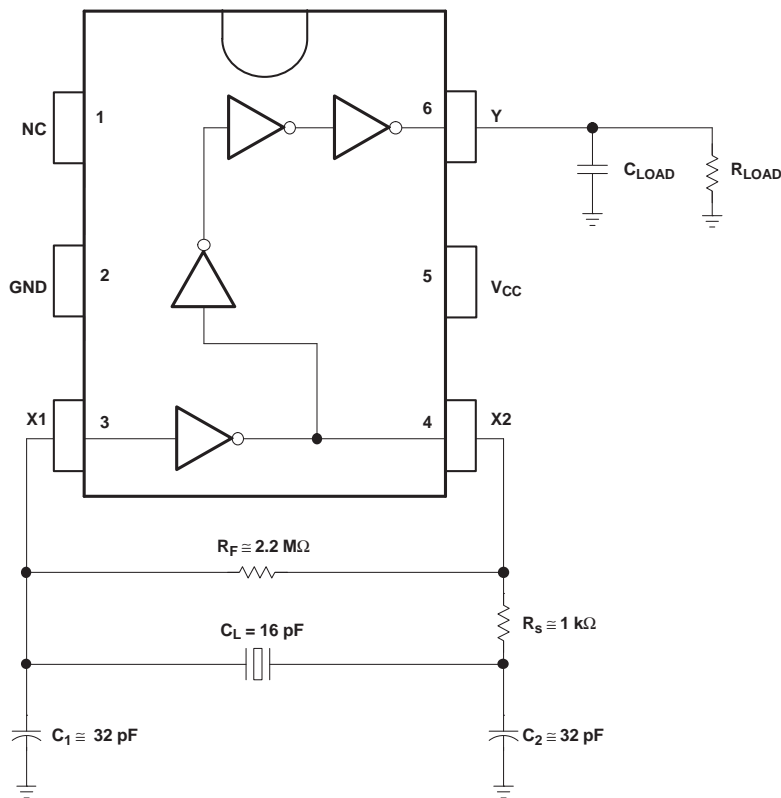 1
6
Y
NC
C_LOAD
R_LOAD
2
5
GND
V_CC
X1
3
4
X2
R_F ≅ 2.2 MΩ
R_s ≅ 1 kΩ
C_L = 16 pF
C_1 ≅ 32 pF
C_2 ≅ 32 pF